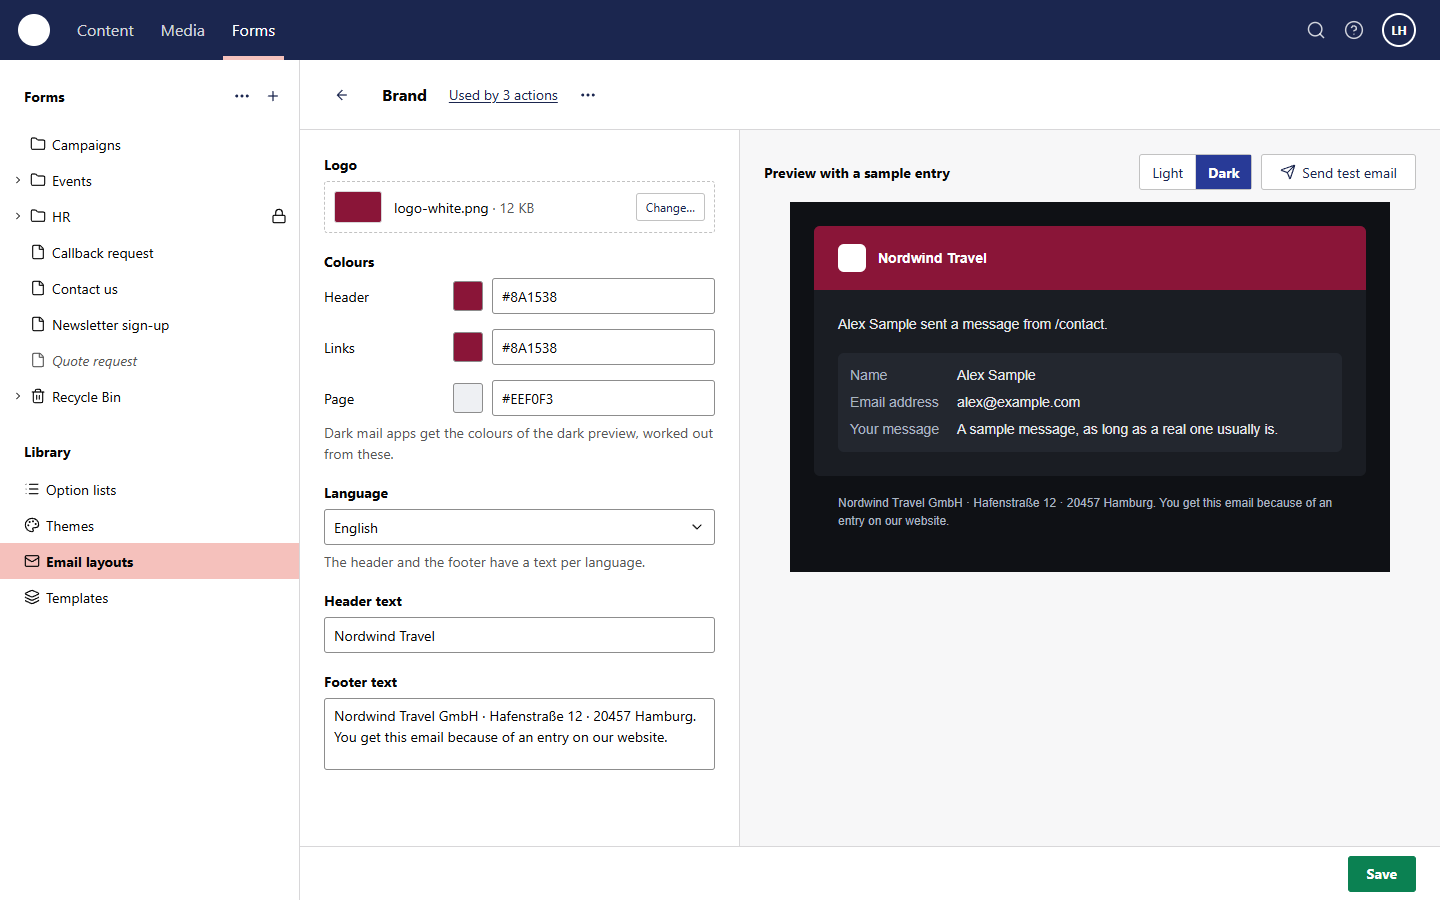 Content
Media
Forms
LH
Forms
Campaigns
Events
HR
Callback request
Contact us
Newsletter sign-up
Quote request
Recycle Bin
Library
Option lists
Themes
Email layouts
Templates
Brand
Used by 3 actions
Logo
logo-white.png · 12 KB
Change...
Colours
Header
#8A1538
Links
#8A1538
Page
#EEF0F3
Dark mail apps get the colours of the dark preview, worked out
from these.
Language
English
The header and the footer have a text per language.
Header text
Nordwind Travel
Footer text
Nordwind Travel GmbH · Hafenstraße 12 · 20457 Hamburg.
You get this email because of an entry on our website.
Preview with a sample entry
Light
Dark
Send test email
Nordwind Travel
Alex Sample sent a message from /contact.
Name Alex Sample
Email address alex@example.com
Your message A sample message, as long as a real one usually is.
Nordwind Travel GmbH · Hafenstraße 12 · 20457 Hamburg. You get this email because of an
entry on our website.
Save